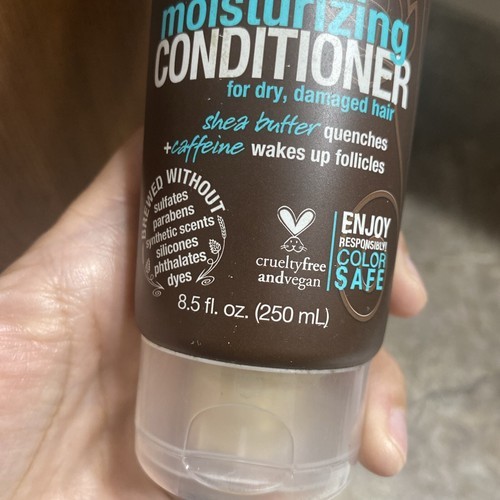 moisturizing
CONDITIONER
for dry, damaged hair
shea butter quenches
+caffeine wakes up follicles
BREWED WITHOUT
sulfates
parabens
synthetic scents
silicones
phthalates
dyes
crueltyfree
andvegan
ENJOY
RESPONSIBLY!
COLOR
SAFE
8.5 fl. oz. (250 mL)